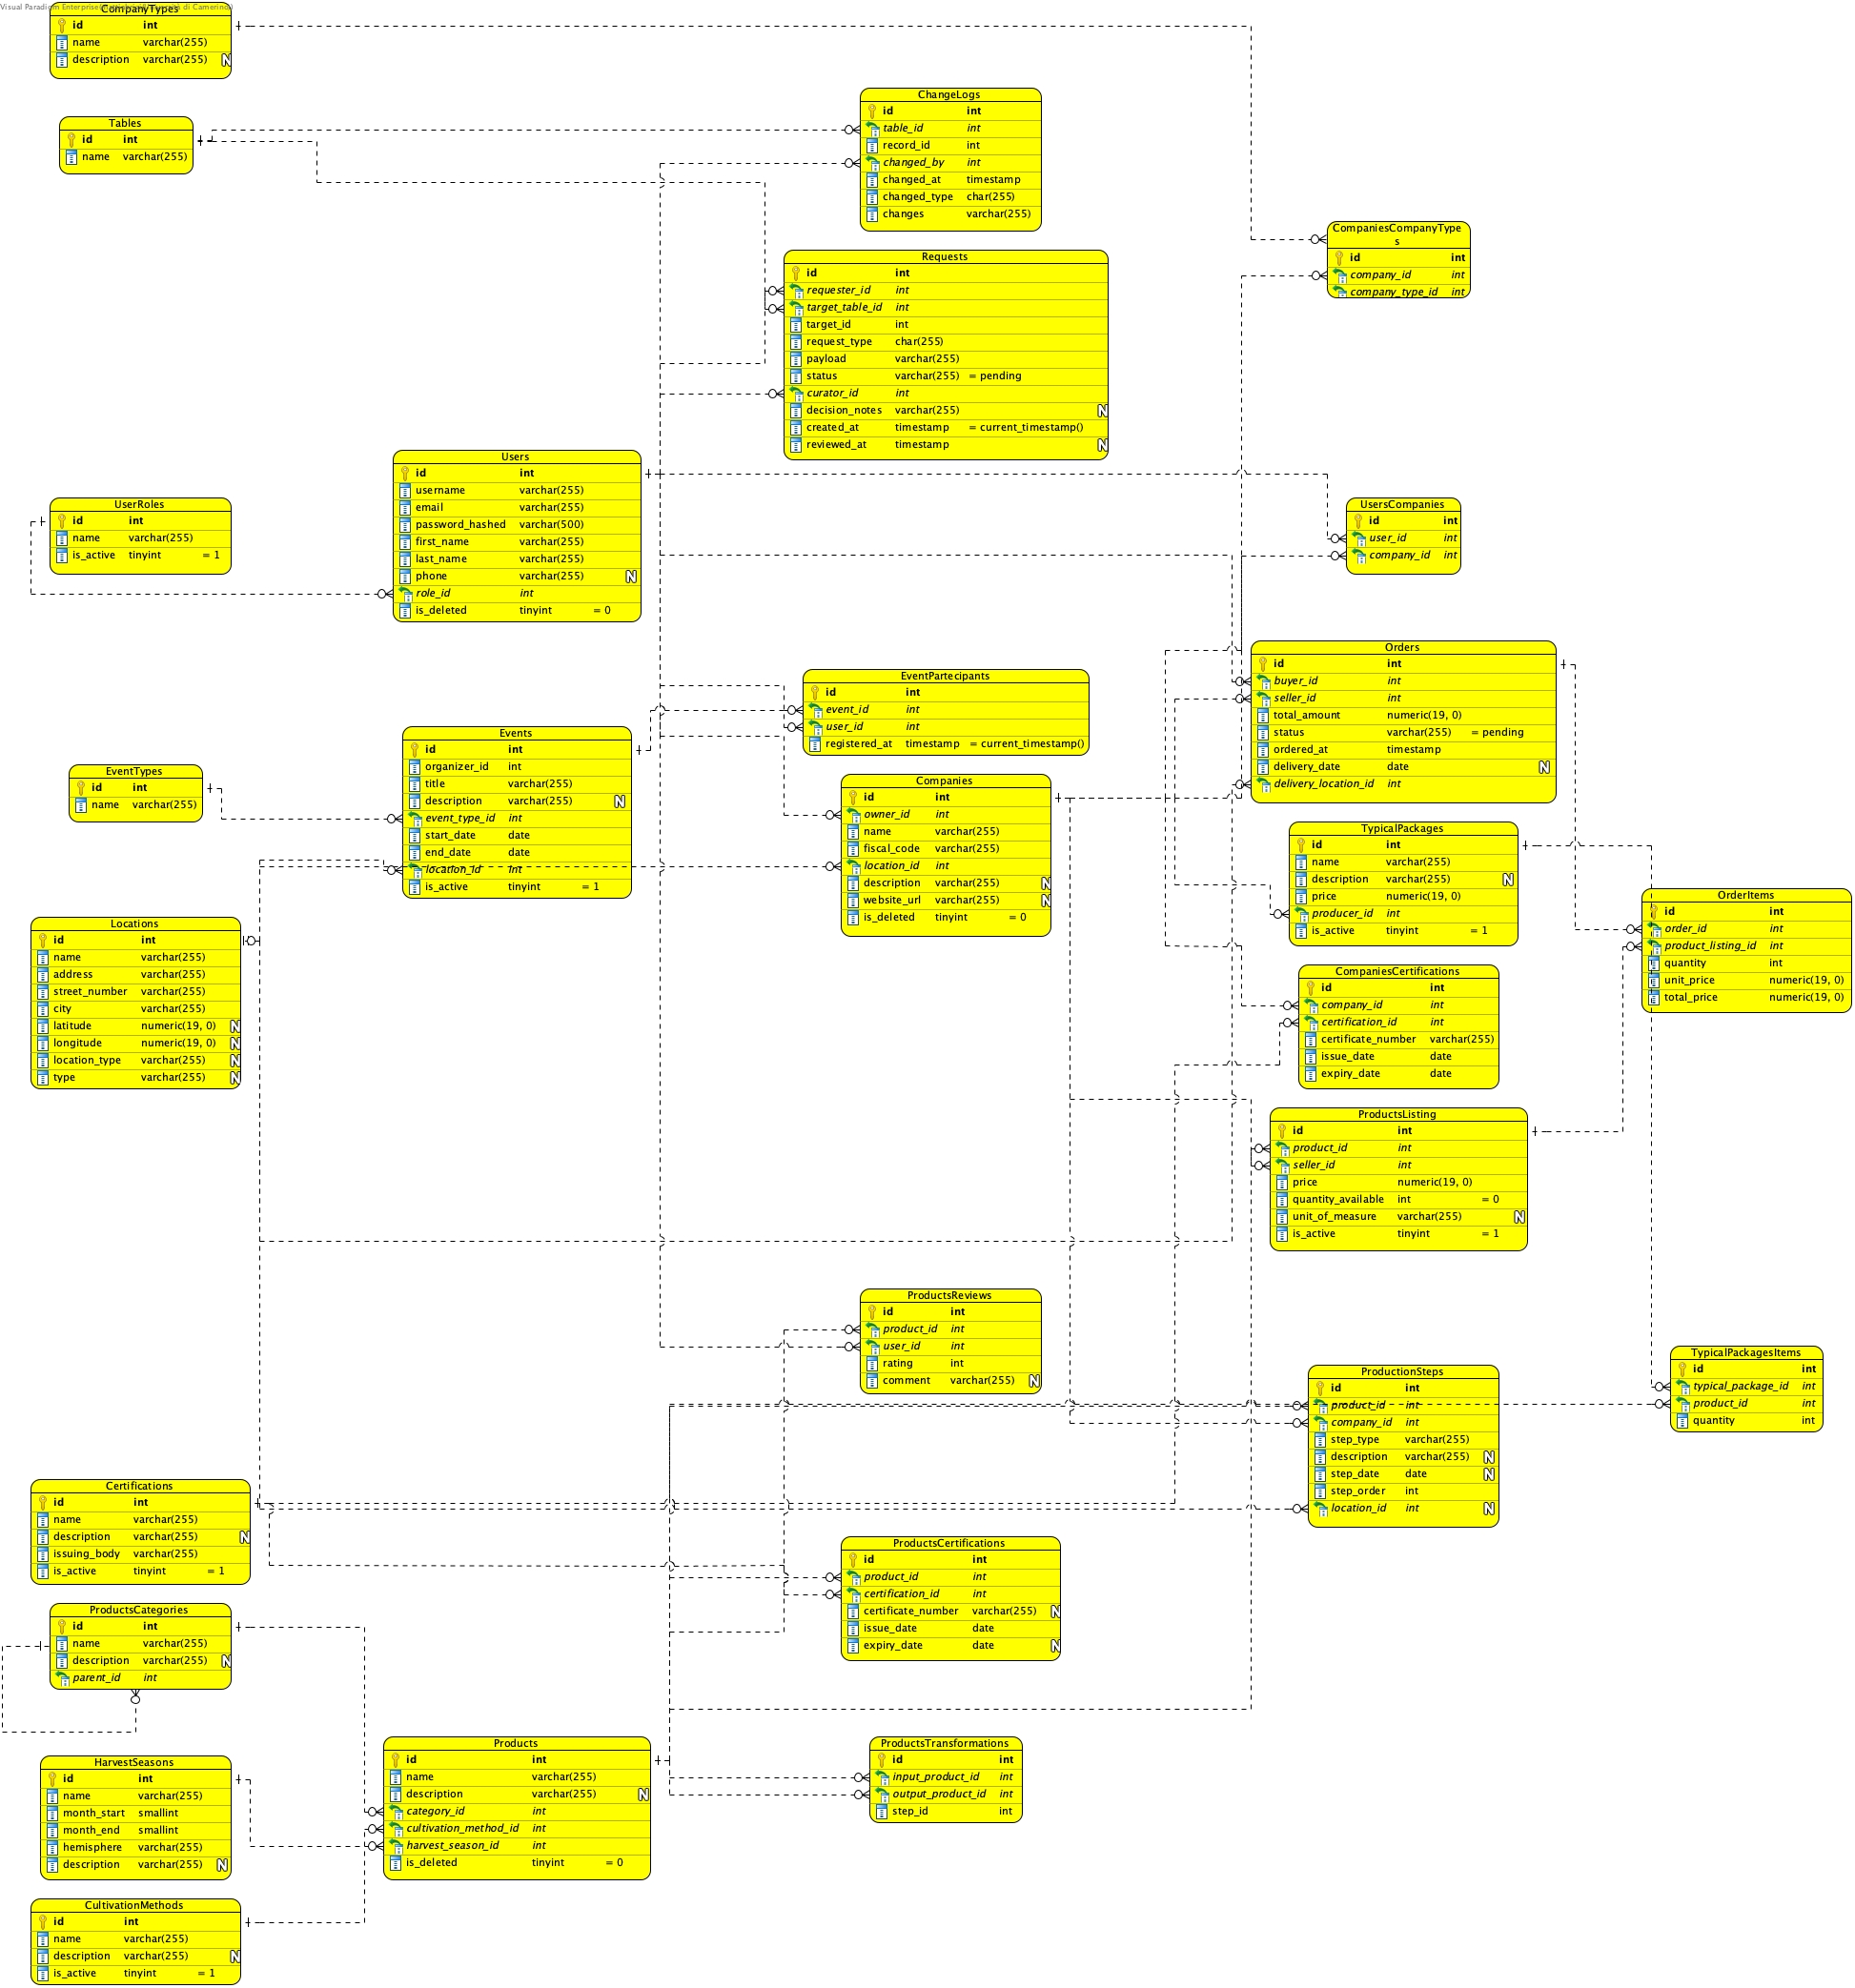 Visual Paradigm Enterprise di Camerino)
CompanyTypes
id int
name varchar(255)
description varchar(255) N
Tables
id int
name varchar(255)
ChangeLogs
id int
table_id int
record_id int
changed_by int
changed_at timestamp
changed_type char(255)
changes varchar(255)
CompaniesCompanyType
s
id int
company_id int
company_type_id int
Requests
id int
requester_id int
target_table_id int
target_id int
request_type char(255)
payload varchar(255)
status varchar(255) = pending
curator_id int
decision_notes varchar(255) N
created_at timestamp = current_timestamp()
reviewed_at timestamp N
Users
id int
username varchar(255)
email varchar(255)
password_hashed varchar(500)
first_name varchar(255)
last_name varchar(255)
phone varchar(255) N
role_id int
is_deleted tinyint = 0
UserRoles
id int
name varchar(255)
is_active tinyint = 1
UsersCompanies
id int
user_id int
company_id int
Orders
id int
buyer_id int
seller_id int
total_amount numeric(19, 0)
status varchar(255) = pending
ordered_at timestamp
delivery_date date N
delivery_location_id int
EventPartecipants
id int
event_id int
user_id int
registered_at timestamp = current_timestamp()
Events
id int
organizer_id int
title varchar(255)
description varchar(255) N
event_type_id int
start_date date
end_date date
location_id int
is_active tinyint = 1
EventTypes
id int
name varchar(255)
Companies
id int
owner_id int
name varchar(255)
fiscal_code varchar(255)
location_id int
description varchar(255) N
website_url varchar(255) N
is_deleted tinyint = 0
TypicalPackages
id int
name varchar(255)
description varchar(255) N
price numeric(19, 0)
producer_id int
is_active tinyint = 1
OrderItems
id int
order_id int
product_listing_id int
quantity int
unit_price numeric(19, 0)
total_price numeric(19, 0)
Locations
id int
name varchar(255)
address varchar(255)
street_number varchar(255)
city varchar(255)
latitude numeric(19, 0) N
longitude numeric(19, 0) N
location_type varchar(255) N
type varchar(255) N
CompaniesCertifications
id int
company_id int
certification_id int
certificate_number varchar(255)
issue_date date
expiry_date date
ProductsListing
id int
product_id int
seller_id int
price numeric(19, 0)
quantity_available int = 0
unit_of_measure varchar(255) N
is_active tinyint = 1
ProductsReviews
id int
product_id int
user_id int
rating int
comment varchar(255) N
TypicalPackagesItems
id int
typical_package_id int
product_id int
quantity int
ProductionSteps
id int
product_id int
company_id int
step_type varchar(255)
description varchar(255) N
step_date date N
step_order int
location_id int N
Certifications
id int
name varchar(255)
description varchar(255) N
issuing_body varchar(255)
is_active tinyint = 1
ProductsCertifications
id int
product_id int
certification_id int
certificate_number varchar(255) N
issue_date date
expiry_date date N
ProductsCategories
id int
name varchar(255)
description varchar(255) N
parent_id int
Products
id int
name varchar(255)
description varchar(255) N
category_id int
cultivation_method_id int
harvest_season_id int
is_deleted tinyint = 0
ProductsTransformations
id int
input_product_id int
output_product_id int
step_id int
HarvestSeasons
id int
name varchar(255)
month_start smallint
month_end smallint
hemisphere varchar(255)
description varchar(255) N
CultivationMethods
id int
name varchar(255)
description varchar(255) N
is_active tinyint = 1